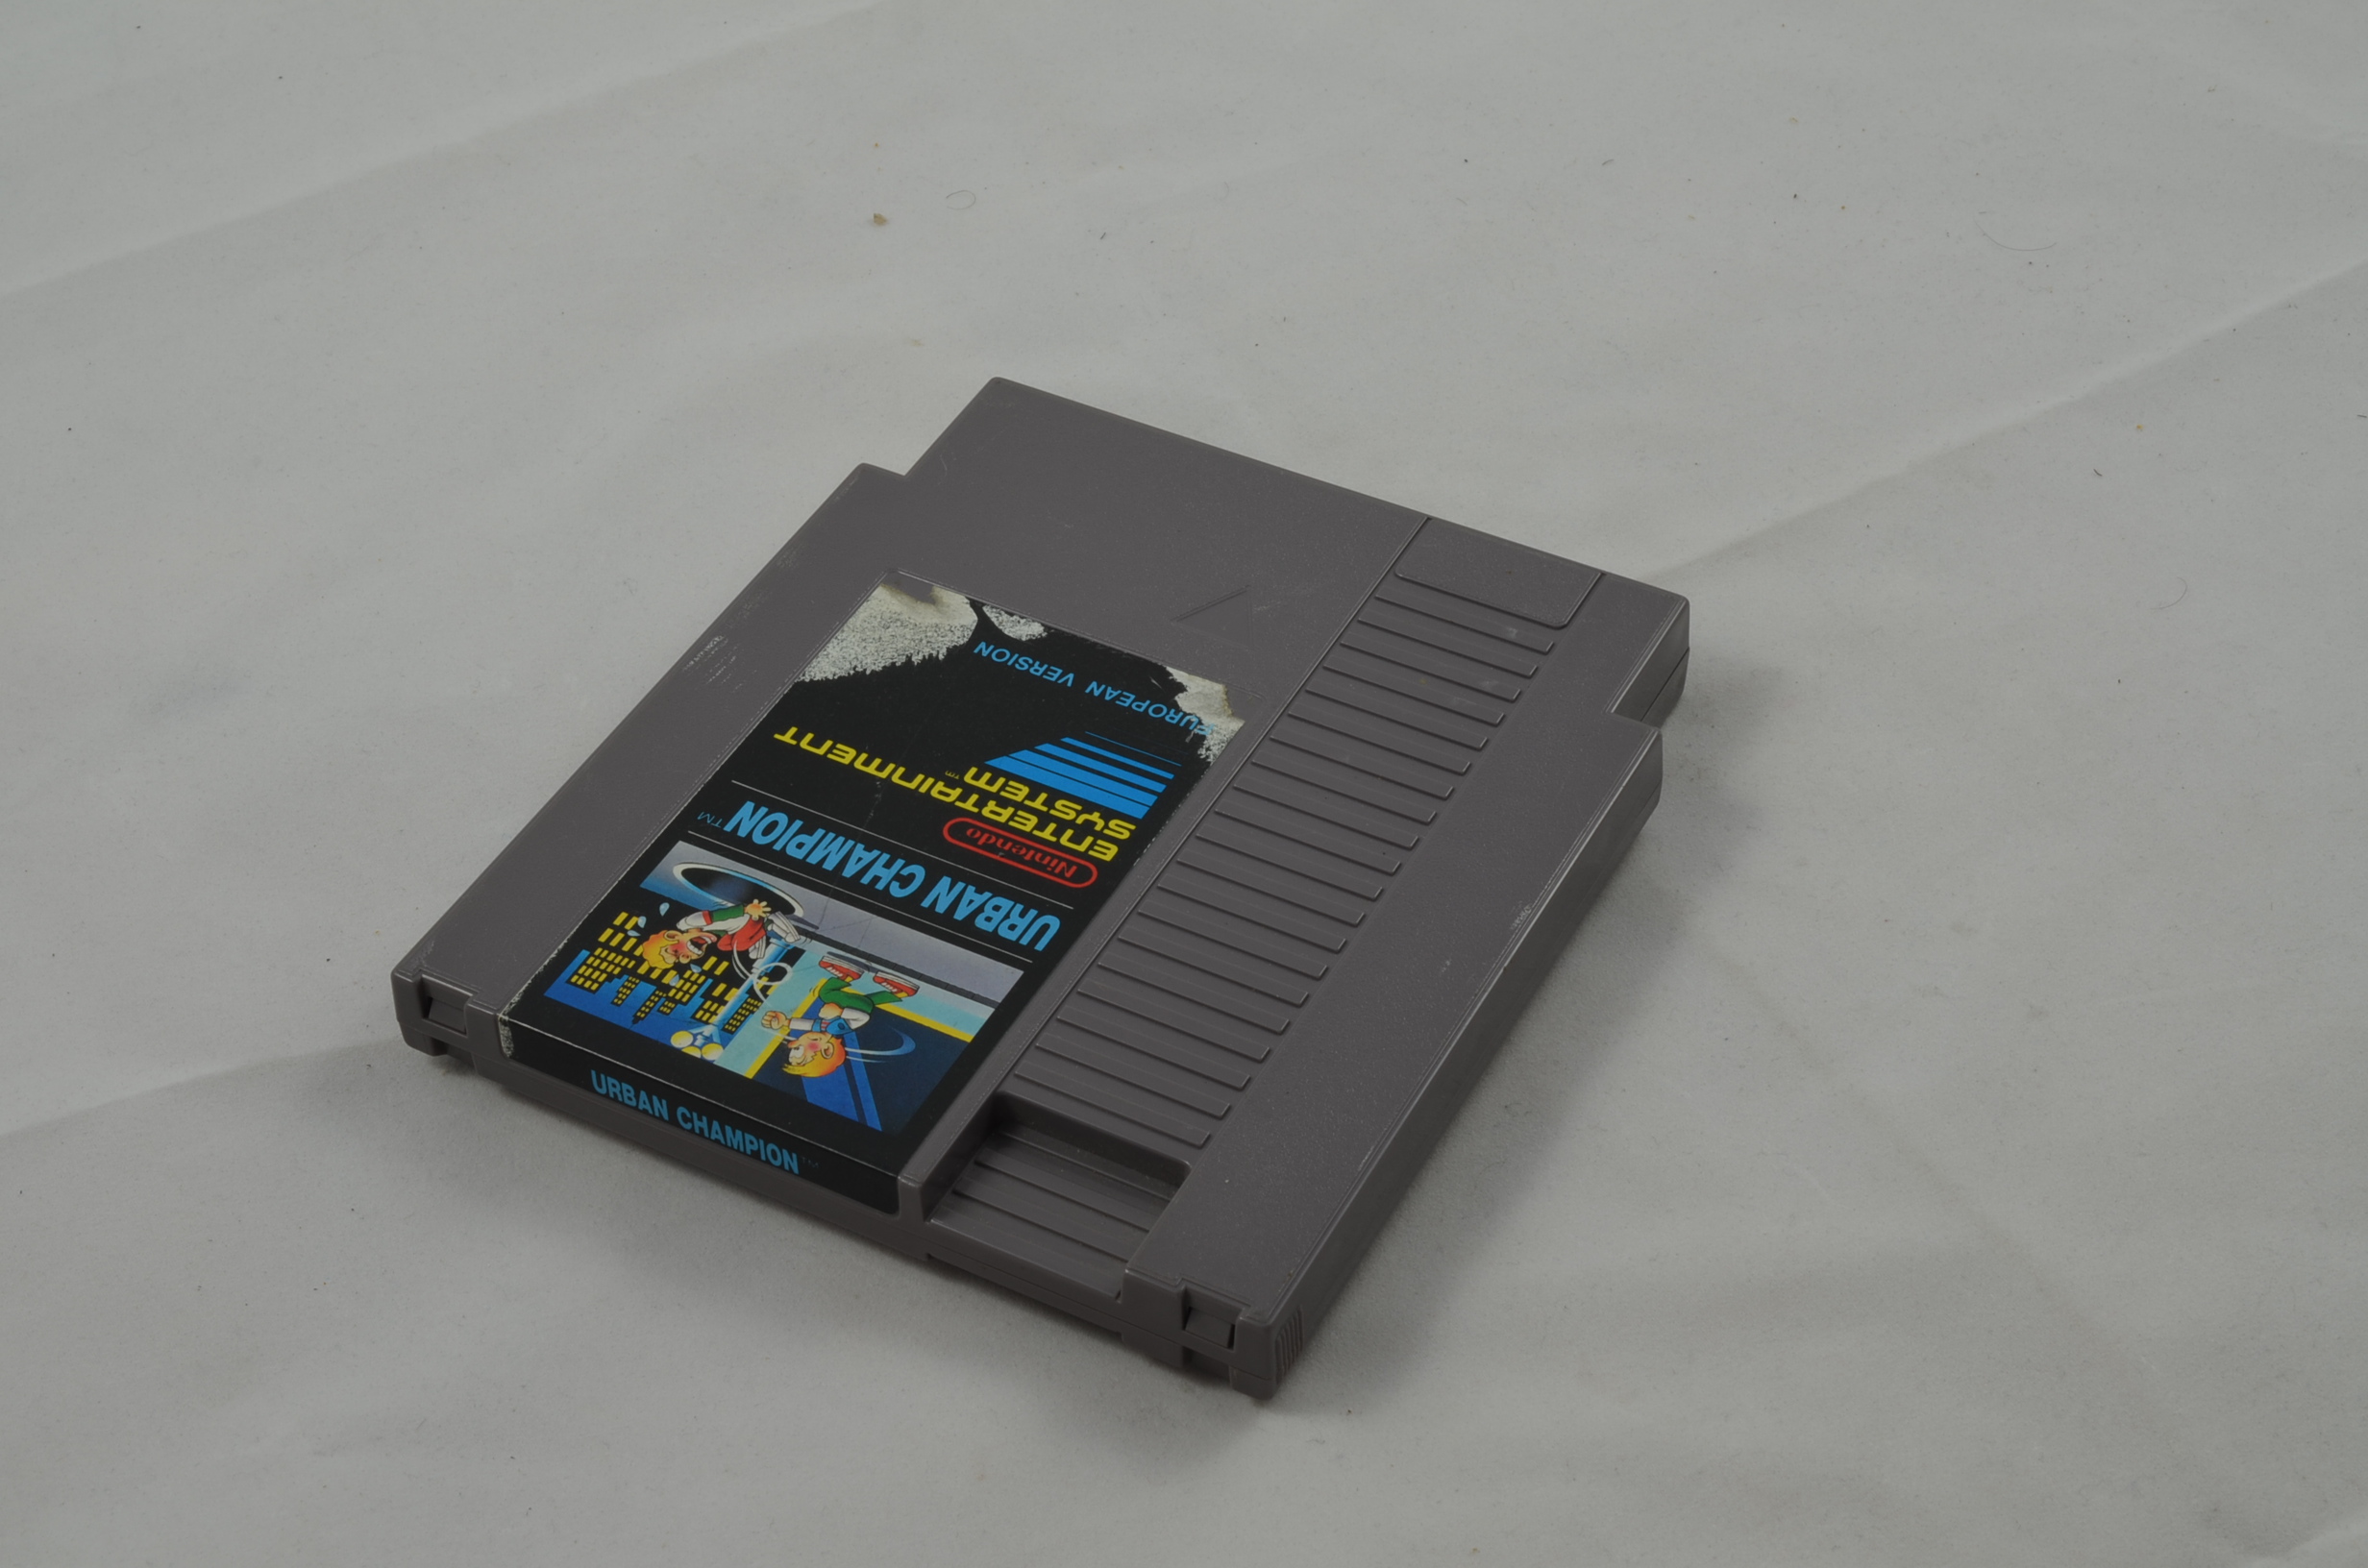 URBAN CHAMPION™
URBAN CHAMPION™
Nintendo
ENTERTAINMENT
SYSTEM™
EUROPEAN VERSION